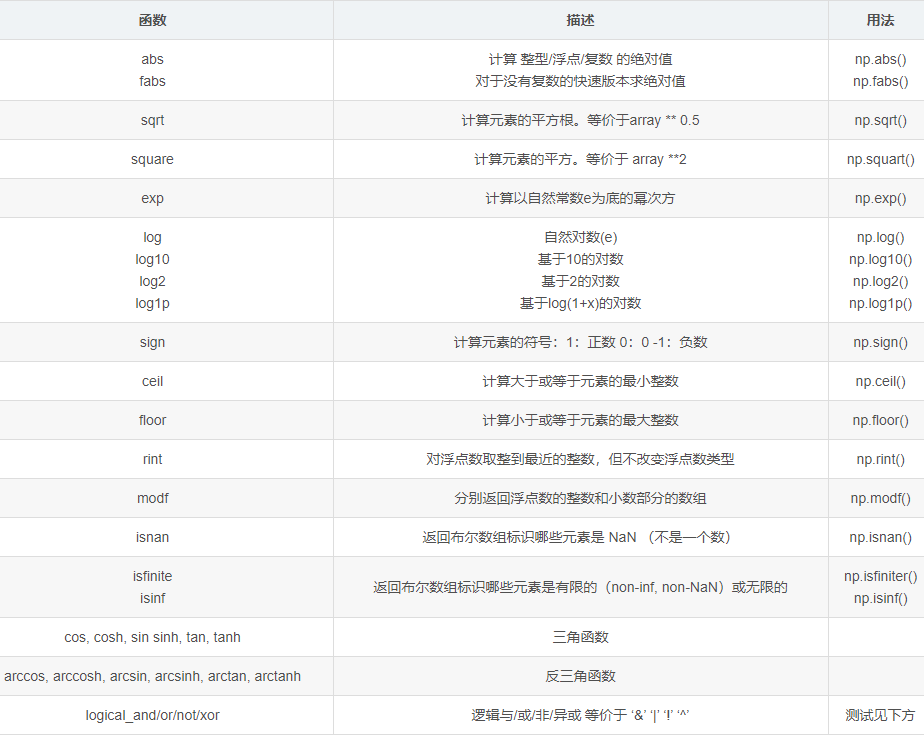 函数 描述 用法
abs 计算 整型/浮点/复数 的绝对值 np.abs()
fabs 对于没有复数的快速版本求绝对值 np.fabs()
sqrt 计算元素的平方根。等价于array ** 0.5 np.sqrt()
square 计算元素的平方。等价于 array **2 np.squart()
exp 计算以自然常数e为底的幂次方 np.exp()
log 自然对数(e) np.log()
log10 基于10的对数 np.log10()
log2 基于2的对数 np.log2()
log1p 基于log(1+x)的对数 np.log1p()
sign 计算元素的符号：1：正数 0：0 -1：负数 np.sign()
ceil 计算大于或等于元素的最小整数 np.ceil()
floor 计算小于或等于元素的最大整数 np.floor()
rint 对浮点数取整到最近的整数，但不改变浮点数类型 np.rint()
modf 分别返回浮点数的整数和小数部分的数组 np.modf()
isnan 返回布尔数组标识哪些元素是 NaN （不是一个数） np.isnan()
isfinite np.isfiniter()
返回布尔数组标识哪些元素是有限的（non-inf, non-NaN）或无限的
isinf np.isinf()
cos, cosh, sin sinh, tan, tanh 三角函数
arccos, arccosh, arcsin, arcsinh, arctan, arctanh 反三角函数
logical_and/or/not/xor 逻辑与/或/非/异或 等价于 ‘&’ ‘|’ ‘!’ ‘^’ 测试见下方